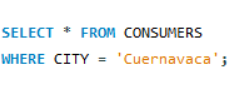 SELECT * FROM CONSUMERS
WHERE CITY = 'Cuernavaca';